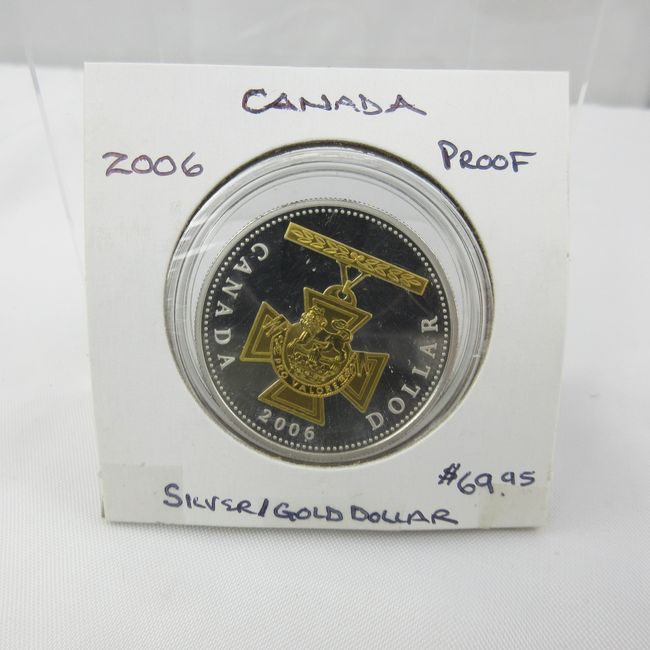 CANADA
2006 PROOF
CANADA
DOLLAR
PRO VALORE
2006
$69.95
SILVER/GOLD DOLLAR